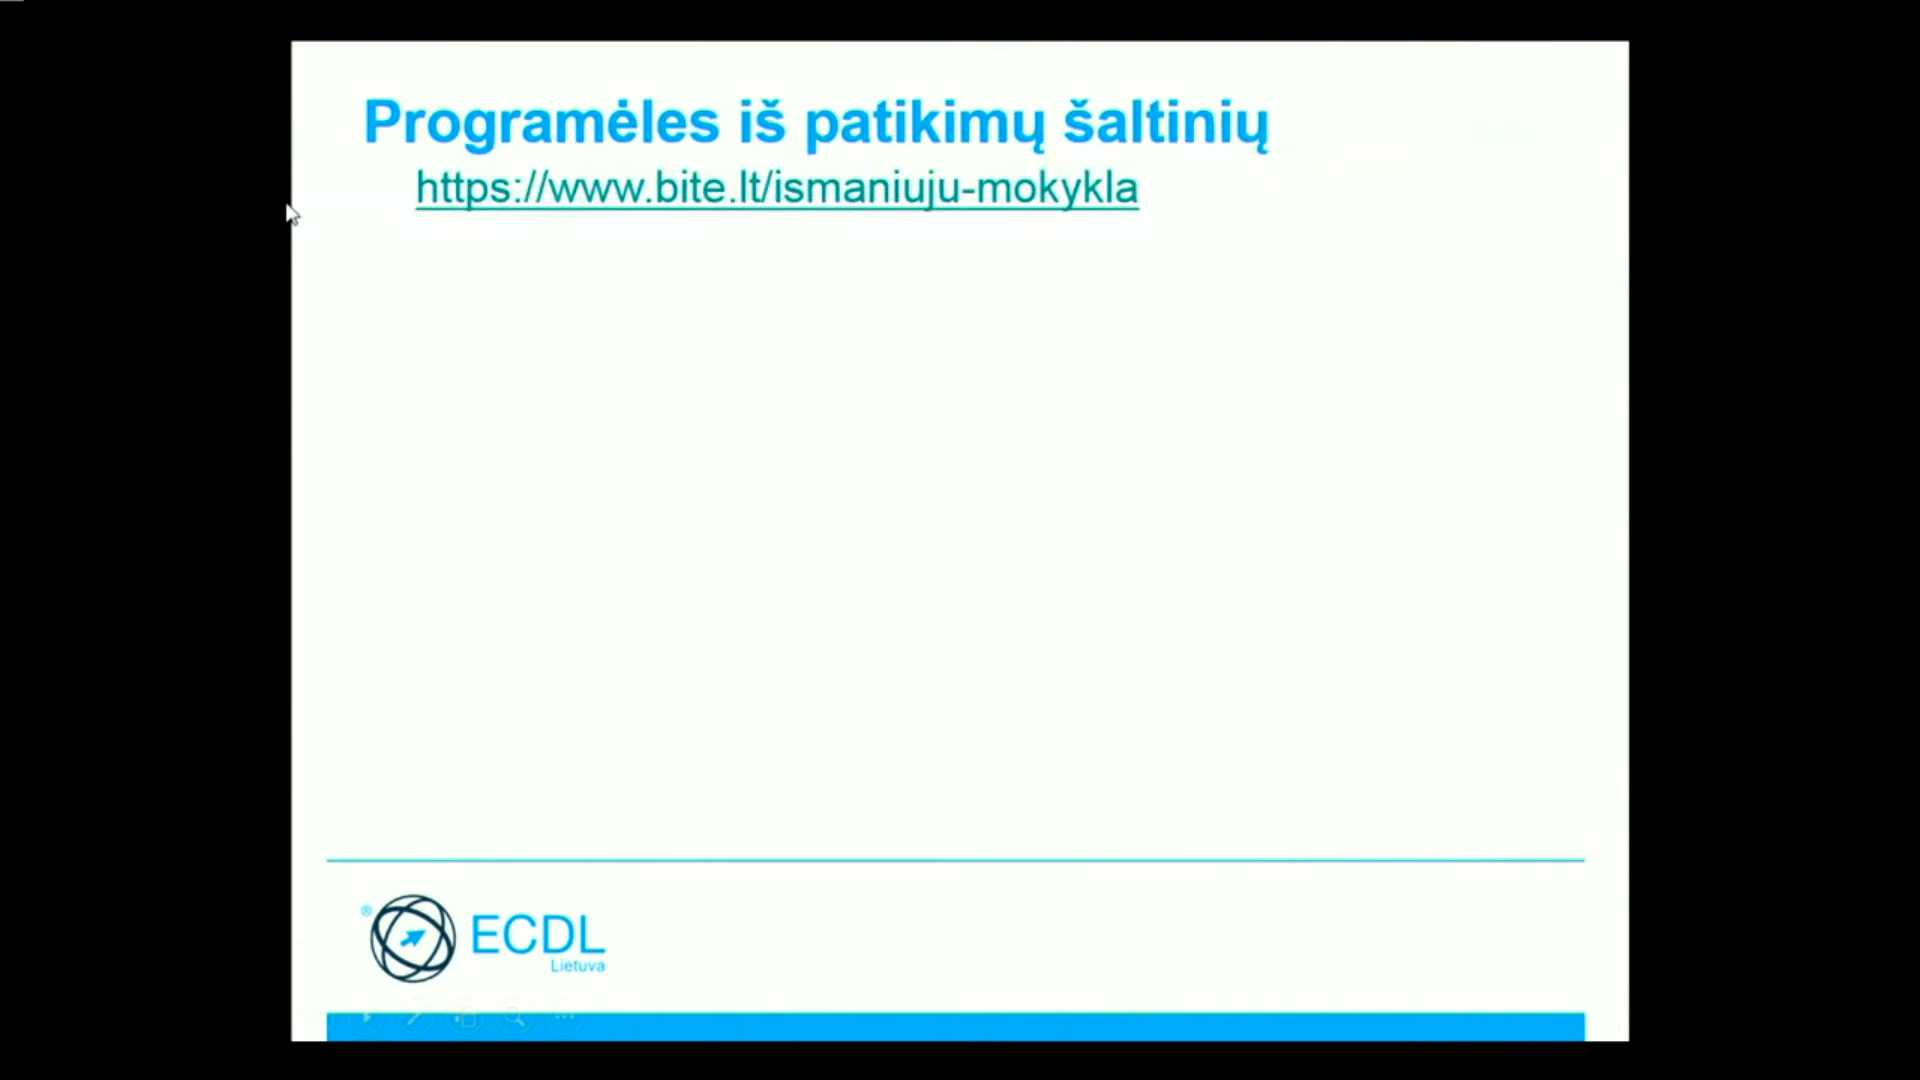 Programėles iš patikimų šaltinių
https://www.bite.lt/ismaniuju-mokykla
® ECDL
Lietuva